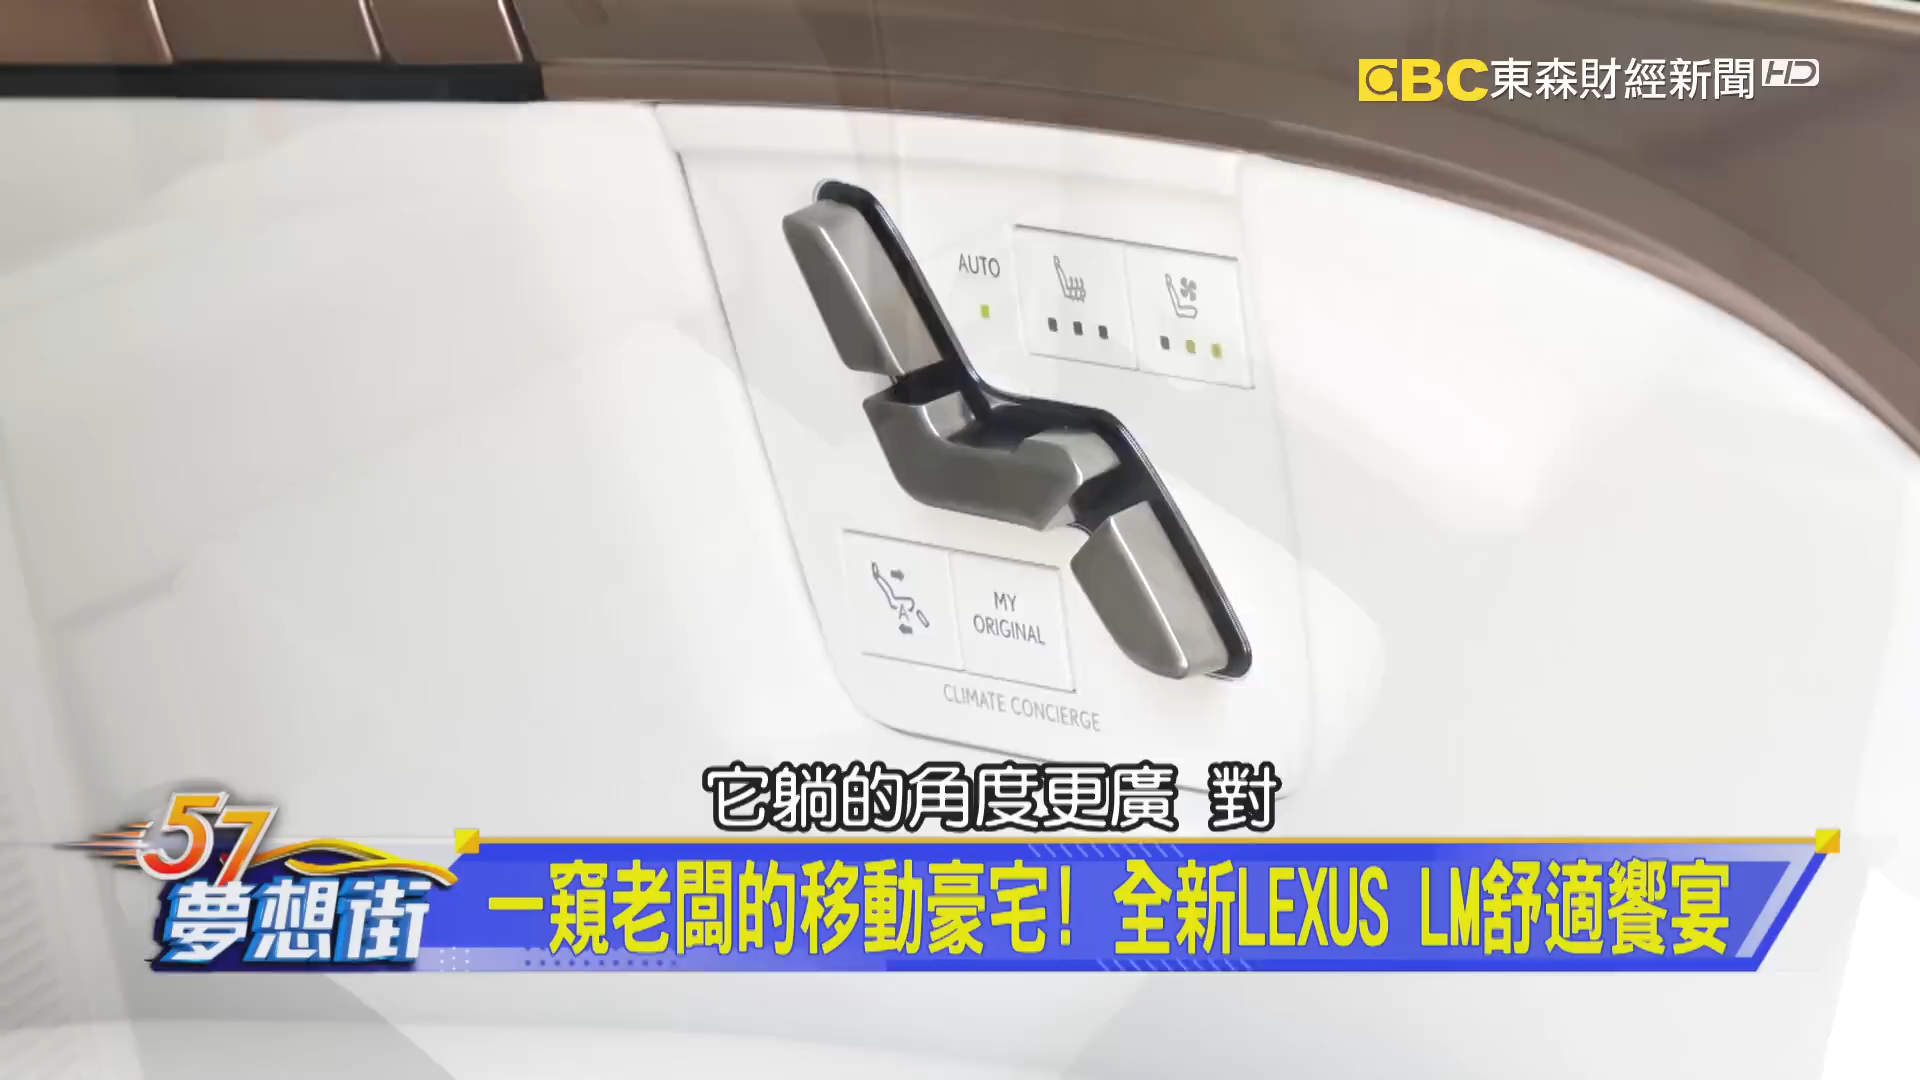 EBC東森財經新聞HD
AUTO
A
MY
ORIGINAL
CLIMATE CONCIERGE
它躺的角度更廣 對
57
夢想街
一窺老闆的移動豪宅! 全新LEXUS LM舒適饗宴